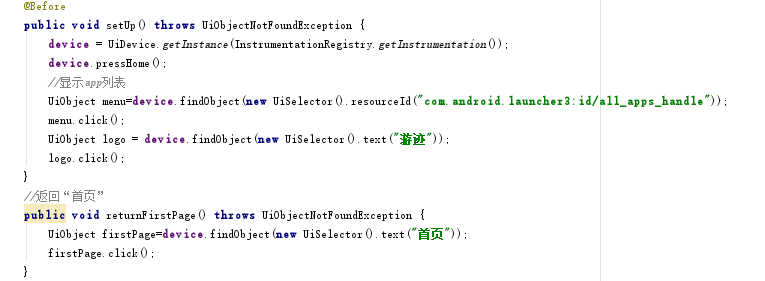 @Before
public void setUp() throws UiObjectNotFoundException {
device = UiDevice.getInstance(InstrumentationRegistry.getInstrumentation());
device.pressHome();
//显示app列表
UiObject menu=device.findObject(new UiSelector().resourceId("com.android.launcher3:id/all_apps_handle"));
menu.click();
UiObject logo = device.findObject(new UiSelector().text("游迹"));
logo.click();
}
//返回“首页”
public void returnFirstPage() throws UiObjectNotFoundException {
UiObject firstPage=device.findObject(new UiSelector().text("首页"));
firstPage.click();
}